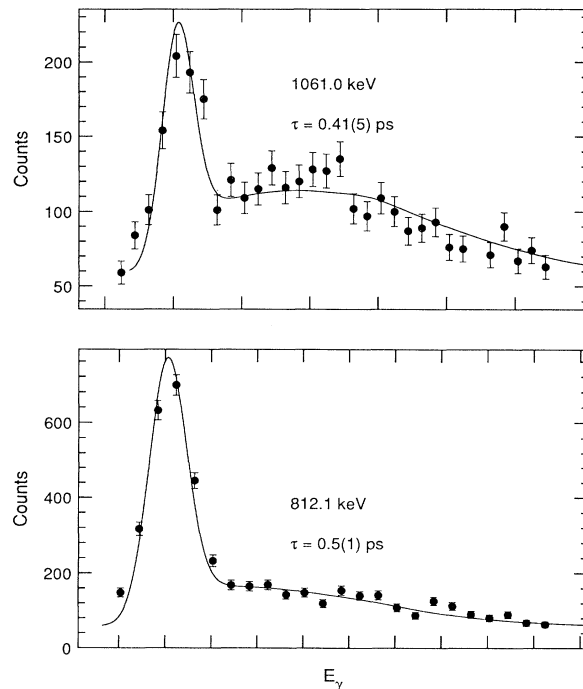 200
1061.0 keV
150
τ = 0.41(5) ps
Counts
100
50
600
Counts
400
812.1 keV
τ = 0.5(1) ps
200
0
E_γ